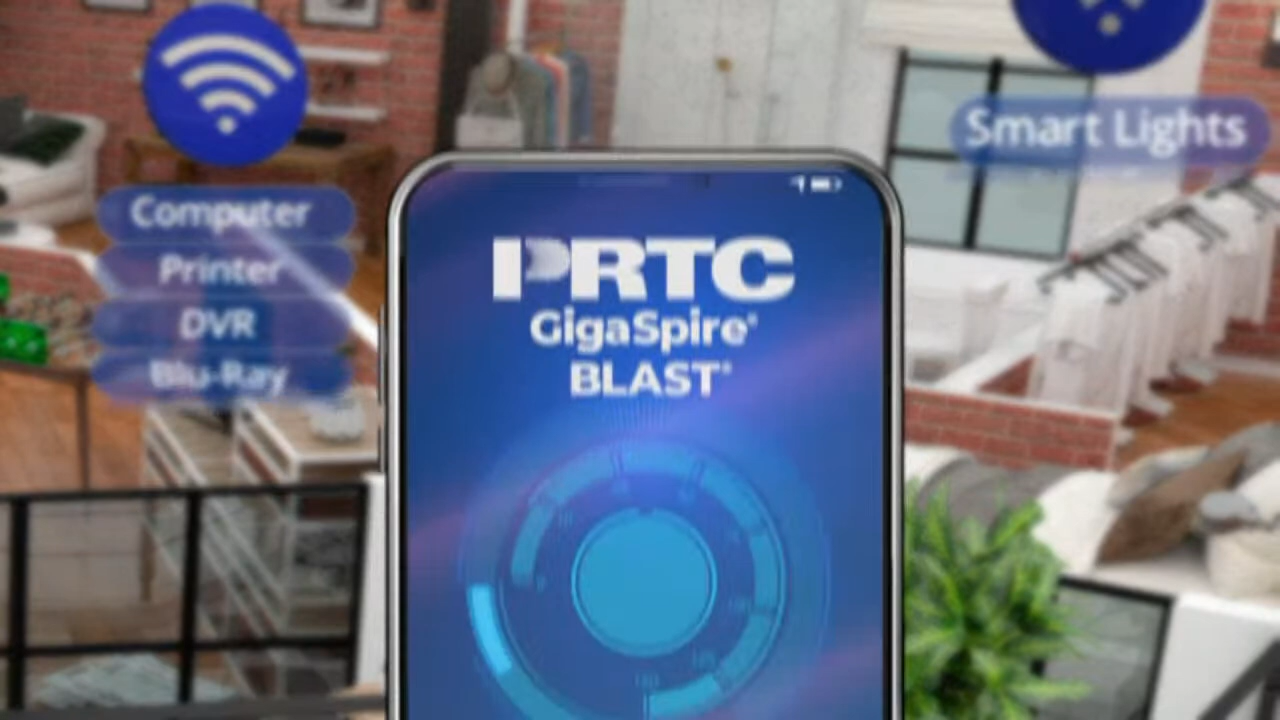 Smart Lights
Computer
Printer
DVR
Blu-Ray
PRTC
GigaSpire®
BLAST®